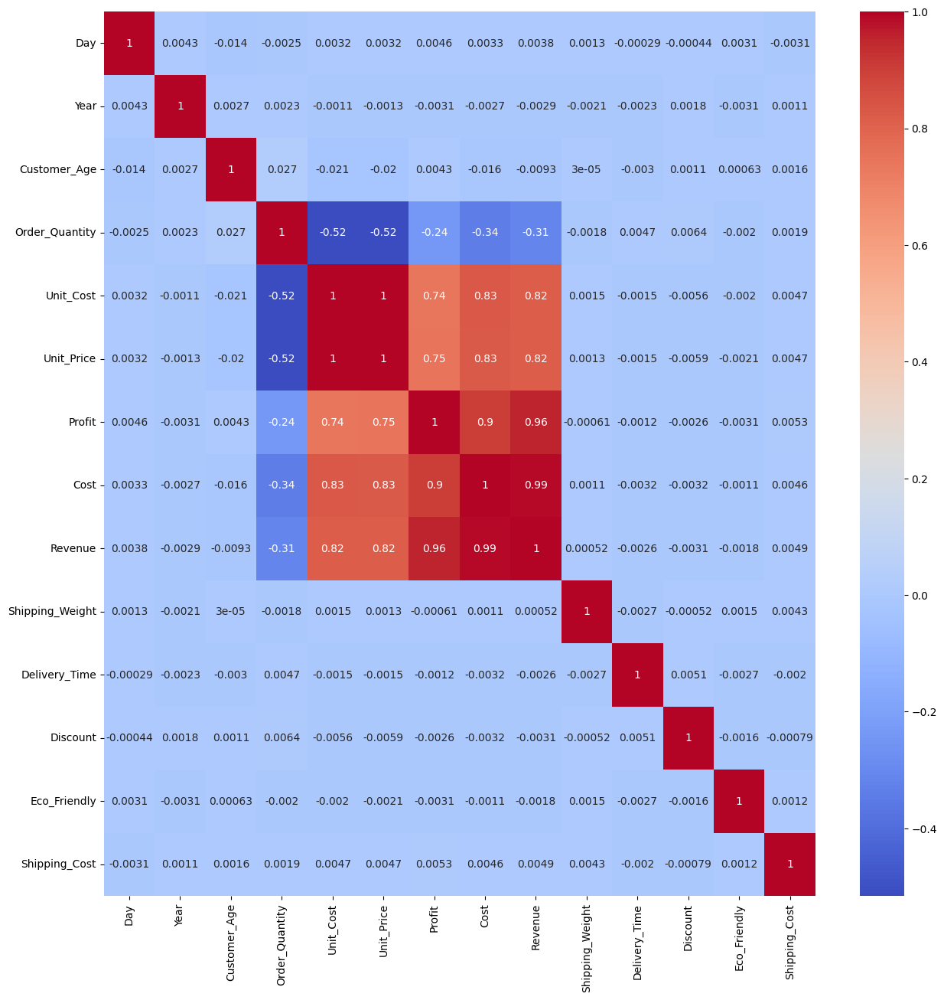 Day 1 0.0043 -0.014 -0.0025 0.0032 0.0032 0.0046 0.0033 0.0038 0.0013 -0.00029 -0.00044 0.0031 -0.0031
Year 0.0043 1 0.0027 0.0023 -0.0011 -0.0013 -0.0031 -0.0027 -0.0029 -0.0021 -0.0023 0.0018 -0.0031 0.0011
Customer_Age -0.014 0.0027 1 0.027 -0.021 -0.02 0.0043 -0.016 -0.0093 3e-05 -0.003 0.0011 0.00063 0.0016
Order_Quantity -0.0025 0.0023 0.027 1 -0.52 -0.52 -0.24 -0.34 -0.31 -0.0018 0.0047 0.0064 -0.002 0.0019
Unit_Cost 0.0032 -0.0011 -0.021 -0.52 1 1 0.74 0.83 0.82 0.0015 -0.0015 -0.0056 -0.002 0.0047
Unit_Price 0.0032 -0.0013 -0.02 -0.52 1 1 0.75 0.83 0.82 0.0013 -0.0015 -0.0059 -0.0021 0.0047
Profit 0.0046 -0.0031 0.0043 -0.24 0.74 0.75 1 0.9 0.96 -0.00061 -0.0012 -0.0026 -0.0031 0.0053
Cost 0.0033 -0.0027 -0.016 -0.34 0.83 0.83 0.9 1 0.99 0.0011 -0.0032 -0.0032 -0.0011 0.0046
Revenue 0.0038 -0.0029 -0.0093 -0.31 0.82 0.82 0.96 0.99 1 0.00052 -0.0026 -0.0031 -0.0018 0.0049
Shipping_Weight 0.0013 -0.0021 3e-05 -0.0018 0.0015 0.0013 -0.00061 0.0011 0.00052 1 -0.0027 -0.00052 0.0015 0.0043
Delivery_Time -0.00029 -0.0023 -0.003 0.0047 -0.0015 -0.0015 -0.0012 -0.0032 -0.0026 -0.0027 1 0.0051 -0.0027 -0.002
Discount -0.00044 0.0018 0.0011 0.0064 -0.0056 -0.0059 -0.0026 -0.0032 -0.0031 -0.00052 0.0051 1 -0.0016 -0.00079
Eco_Friendly 0.0031 -0.0031 0.00063 -0.002 -0.002 -0.0021 -0.0031 -0.0011 -0.0018 0.0015 -0.0027 -0.0016 1 0.0012
Shipping_Cost -0.0031 0.0011 0.0016 0.0019 0.0047 0.0047 0.0053 0.0046 0.0049 0.0043 -0.002 -0.00079 0.0012 1
Day
Year
Customer_Age
Order_Quantity
Unit_Cost
Unit_Price
Profit
Cost
Revenue
Shipping_Weight
Delivery_Time
Discount
Eco_Friendly
Shipping_Cost
1.0
0.8
0.6
0.4
0.2
0.0
−0.2
−0.4